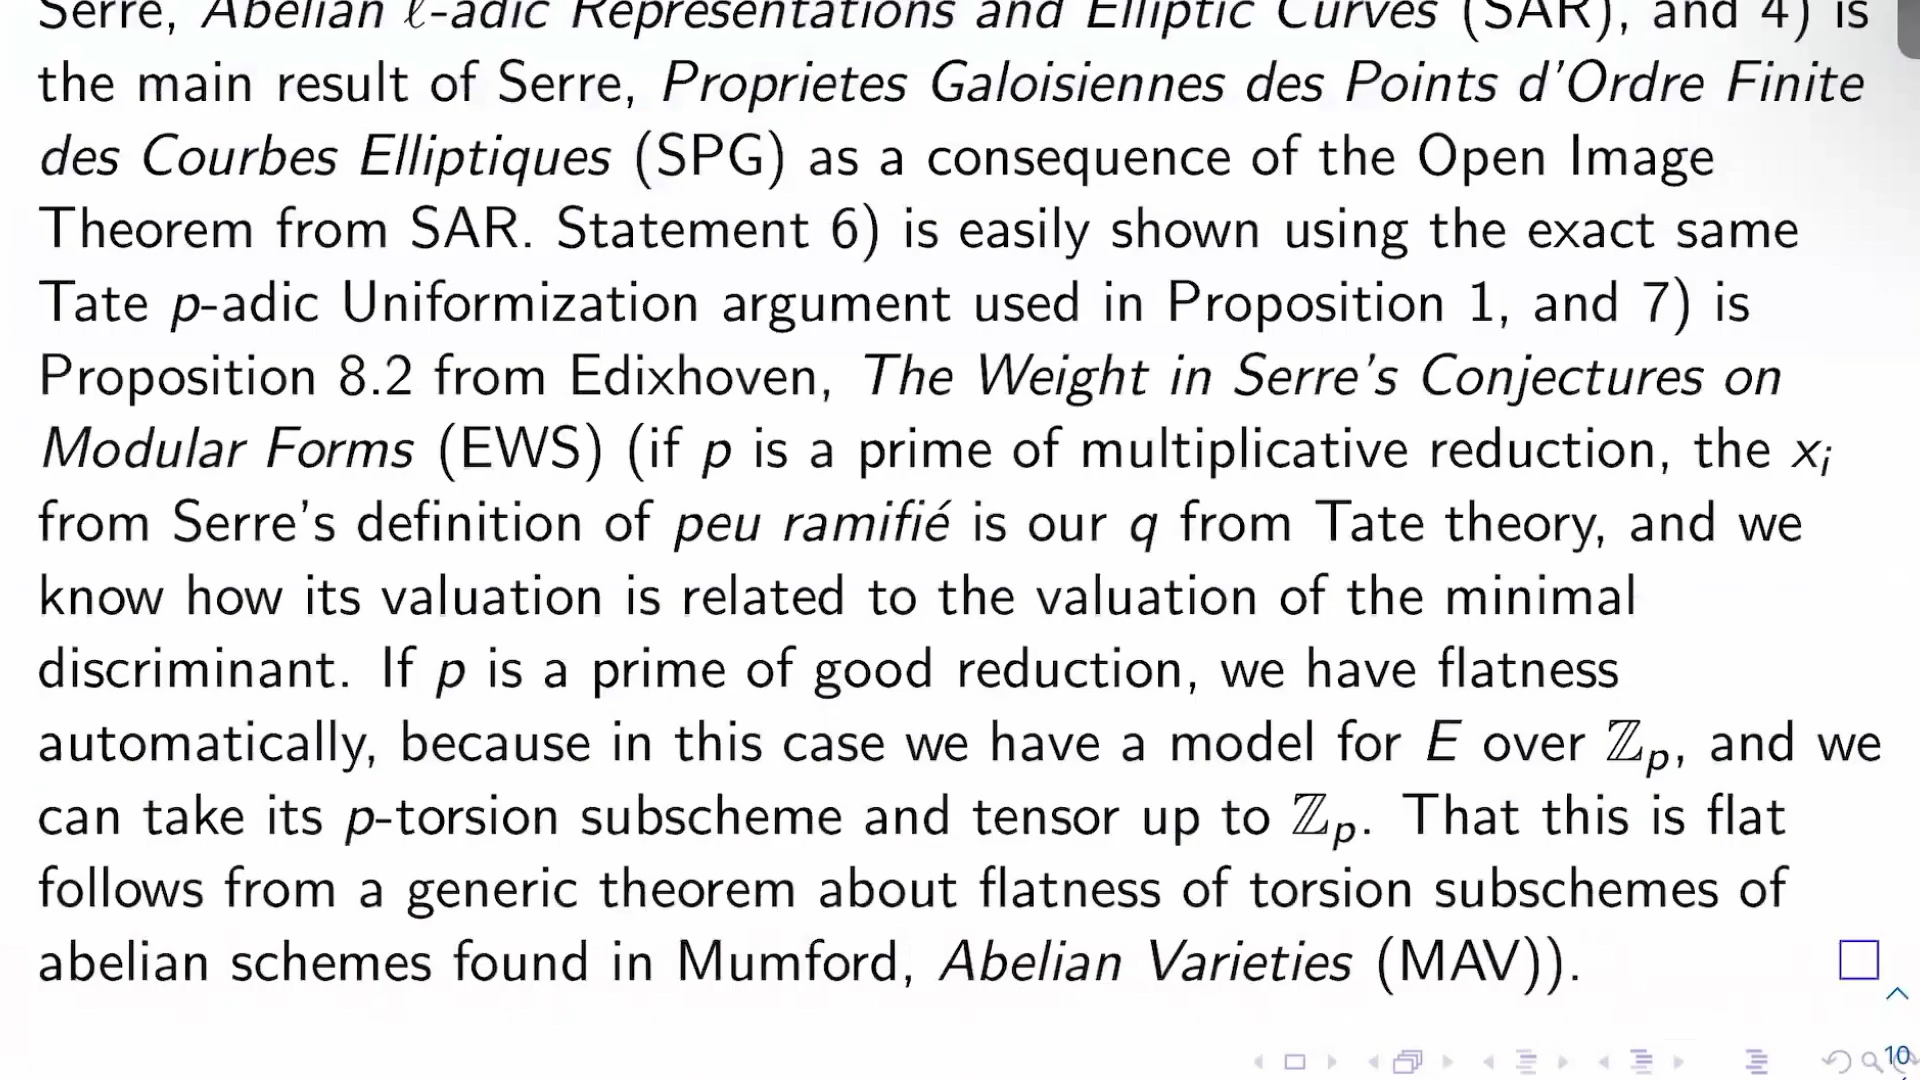 Serre, Abelian ℓ-adic Representations and Elliptic Curves (SAR), and 4) is
the main result of Serre, Proprietes Galoisiennes des Points d'Ordre Finite
des Courbes Elliptiques (SPG) as a consequence of the Open Image
Theorem from SAR. Statement 6) is easily shown using the exact same
Tate p-adic Uniformization argument used in Proposition 1, and 7) is
Proposition 8.2 from Edixhoven, The Weight in Serre's Conjectures on
Modular Forms (EWS) (if p is a prime of multiplicative reduction, the xᵢ
from Serre's definition of peu ramifié is our q from Tate theory, and we
know how its valuation is related to the valuation of the minimal
discriminant. If p is a prime of good reduction, we have flatness
automatically, because in this case we have a model for E over ℤₚ, and we
can take its p-torsion subscheme and tensor up to ℤₚ. That this is flat
follows from a generic theorem about flatness of torsion subschemes of
abelian schemes found in Mumford, Abelian Varieties (MAV)). □
10